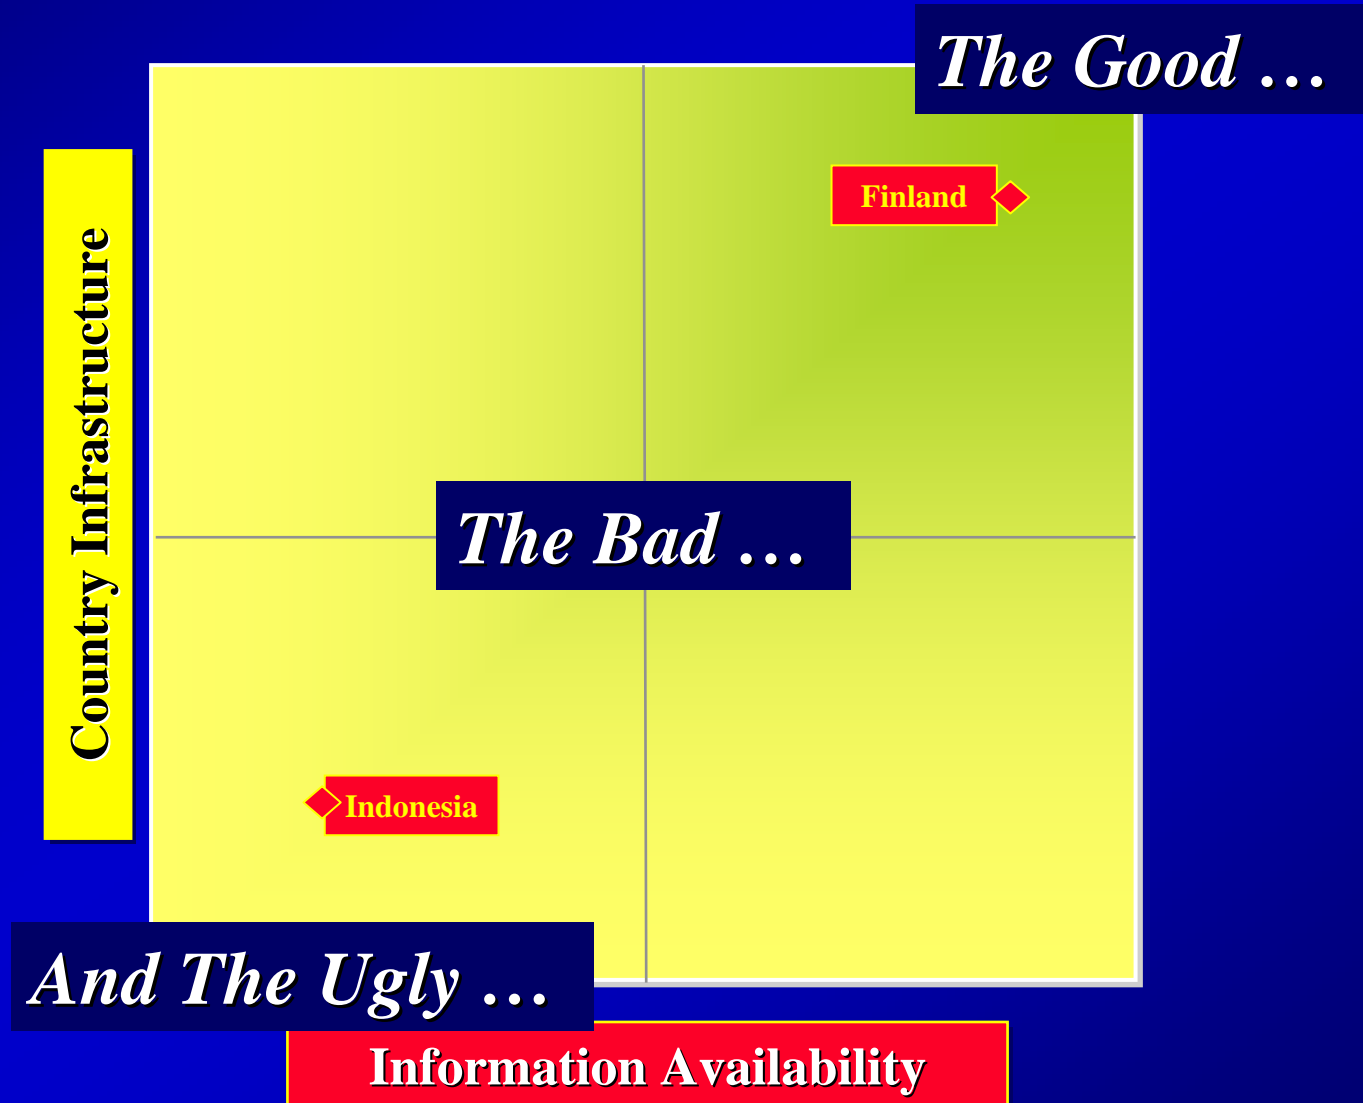 The Good …
Finland
Country Infrastructure
The Bad …
Indonesia
And The Ugly …
Information Availability